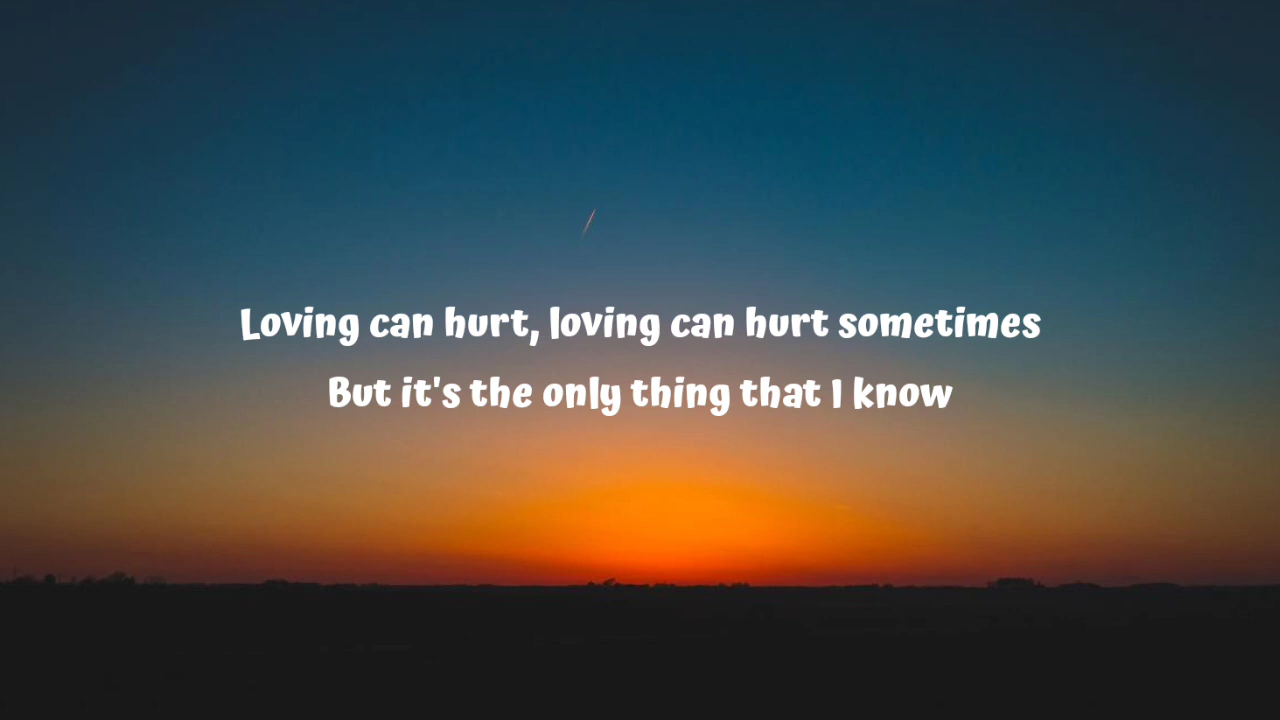 Loving can hurt, loving can hurt sometimes
But it's the only thing that I know